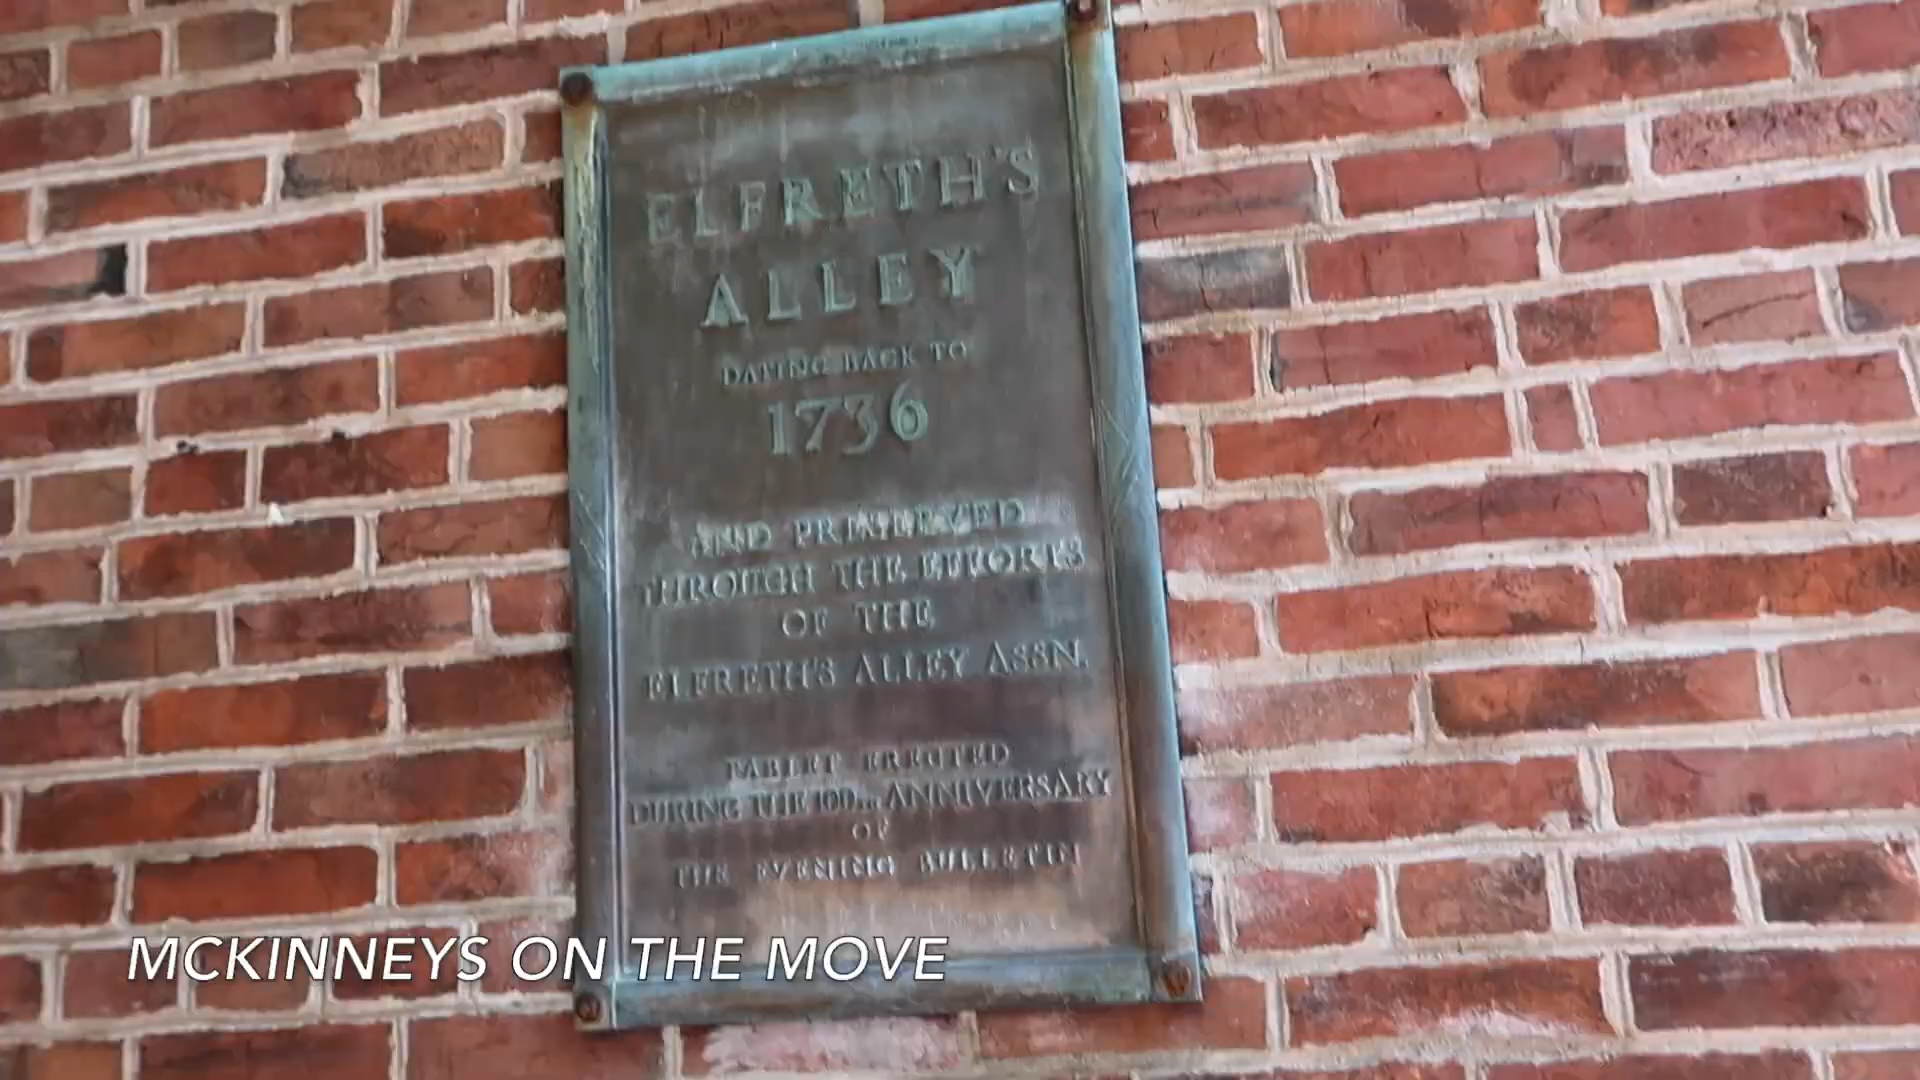 ELFRETH'S
ALLEY
DATING BACK TO
1736
AND PRESERVED
THROUGH THE EFFORTS
OF THE
ELFRETH'S ALLEY ASSN.
TABLET ERECTED
DURING THE 100TH ANNIVERSARY
OF
THE EVENING BULLETIN
MCKINNEYS ON THE MOVE